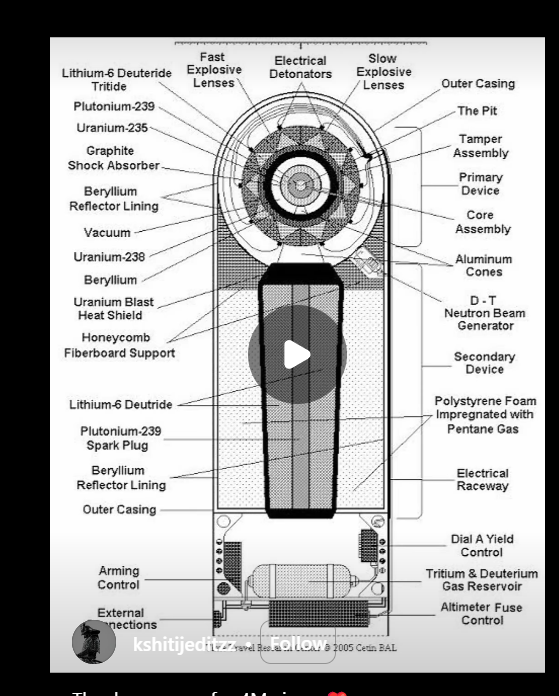 Lithium-6 Deuteride
Tritide
Fast
Explosive
Lenses
Electrical
Detonators
Slow
Explosive
Lenses
Outer Casing
Plutonium-239
The Pit
Uranium-235
Tamper
Assembly
Graphite
Shock Absorber
Primary
Device
Beryllium
Reflector Lining
Core
Assembly
Vacuum
Uranium-238
Aluminum
Cones
Beryllium
Uranium Blast
Heat Shield
D - T
Neutron Beam
Generator
Honeycomb
Fiberboard Support
Secondary
Device
Lithium-6 Deutride
Polystyrene Foam
Impregnated with
Pentane Gas
Plutonium-239
Spark Plug
Beryllium
Reflector Lining
Electrical
Raceway
Outer Casing
Dial A Yield
Control
Arming
Control
Tritium & Deuterium
Gas Reservoir
External
Altimeter Fuse
Control
kshitijeditzz
Follow
© 2005 Cetin BAL